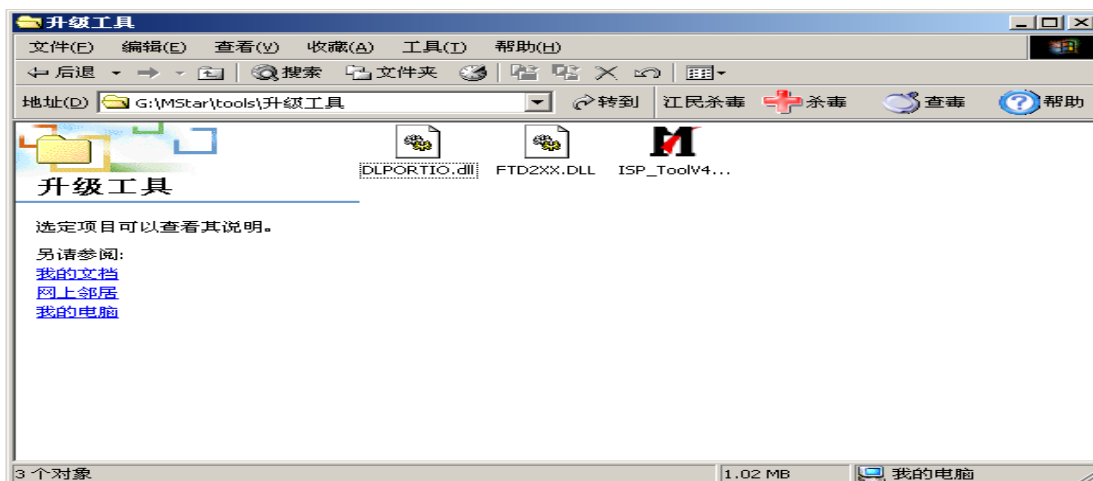 升级工具
文件(F) 编辑(E) 查看(V) 收藏(A) 工具(T) 帮助(H)
后退 搜索 文件夹
地址(D) G:\MStar\tools\升级工具 转到 江民杀毒 杀毒 查毒 帮助
DLPORTIO.dll FTD2XX.DLL ISP_ToolV4...
升级工具
选定项目可以查看其说明。
另请参阅:
我的文档
网上邻居
我的电脑
3 个对象 1.02 MB 我的电脑